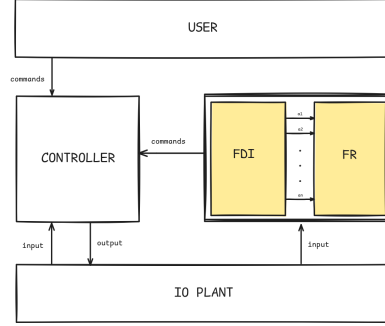 USER
commands
CONTROLLER
commands
FDI
e1
e2
en
FR
input
output
input
IO PLANT